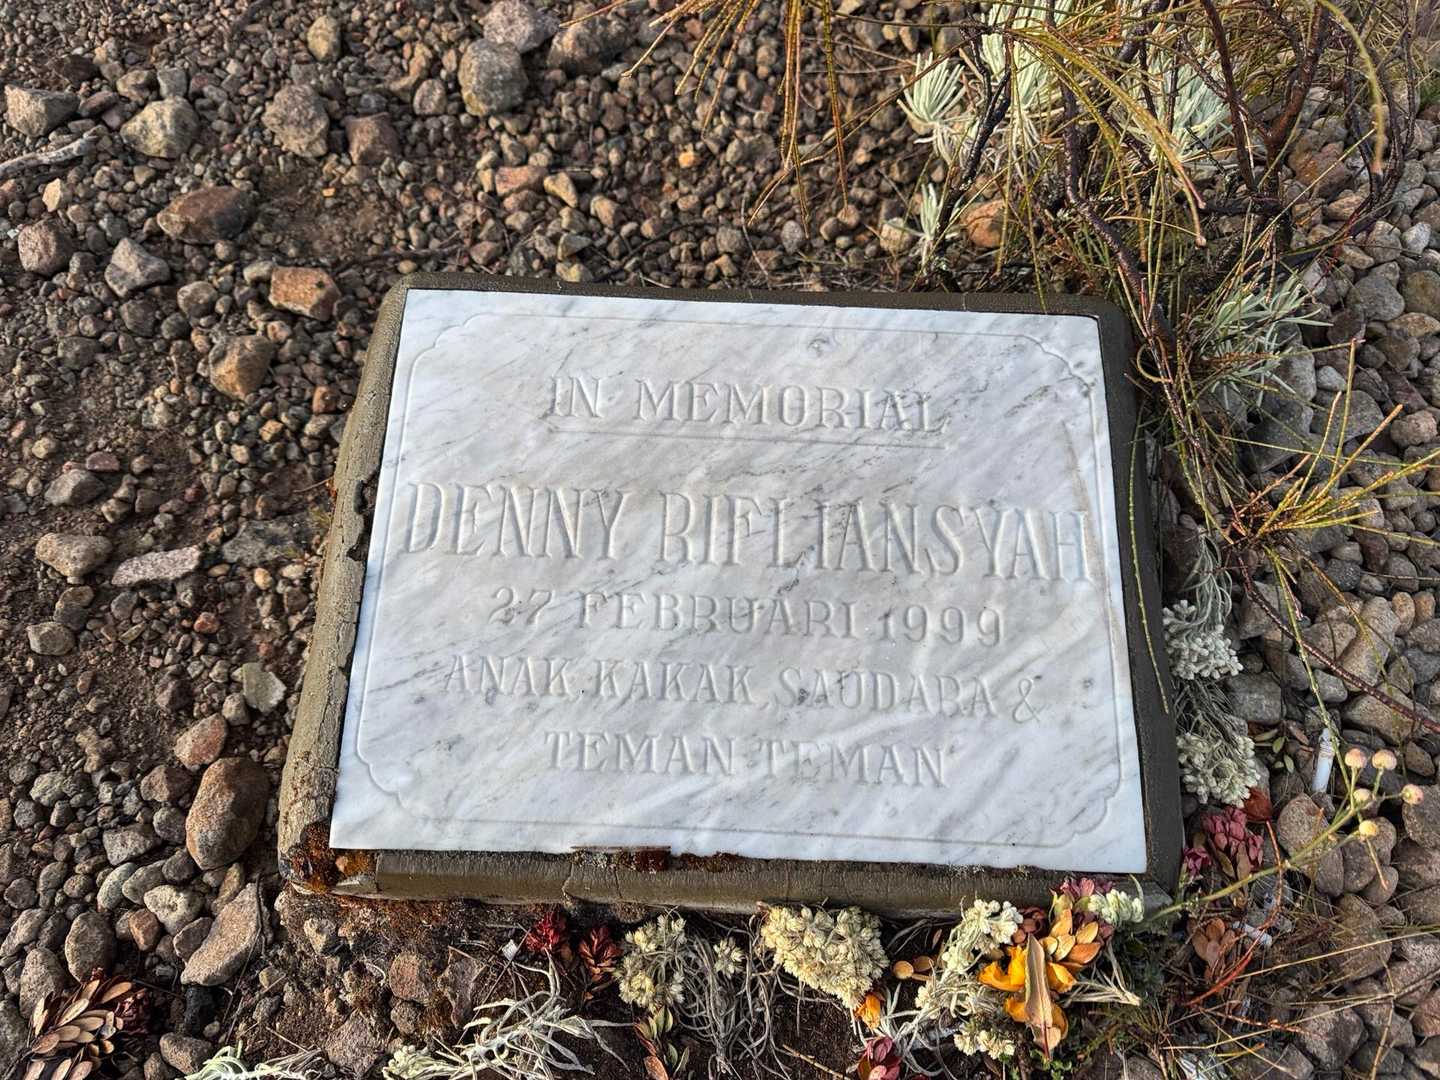 IN MEMORIAL
DENNY RIFLIANSYAH
27 FEBRUARI 1999
ANAK, KAKAK, SAUDARA &
TEMAN TEMAN